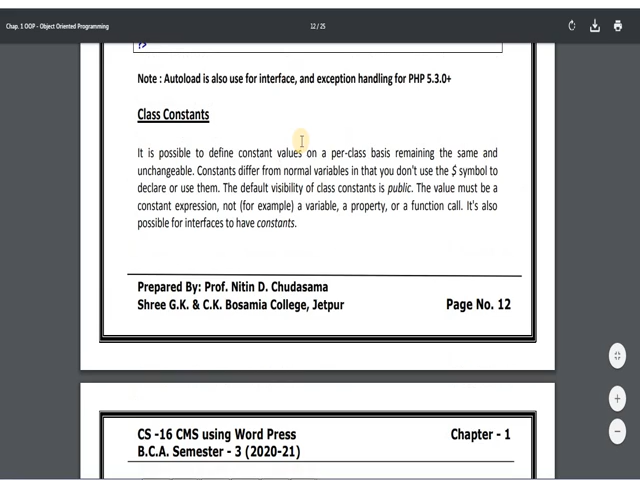 Chap. 1 OOP - Object Oriented Programming
12 / 25
?>
Note : Autoload is also use for interface, and exception handling for PHP 5.3.0+
Class Constants
It is possible to define constant values on a per-class basis remaining the same and
unchangeable. Constants differ from normal variables in that you don't use the $ symbol to
declare or use them. The default visibility of class constants is public. The value must be a
constant expression, not (for example) a variable, a property, or a function call. It's also
possible for interfaces to have constants.
Prepared By: Prof. Nitin D. Chudasama
Shree G.K. & C.K. Bosamia College, Jetpur
Page No. 12
CS -16 CMS using Word Press
Chapter - 1
B.C.A. Semester - 3 (2020-21)